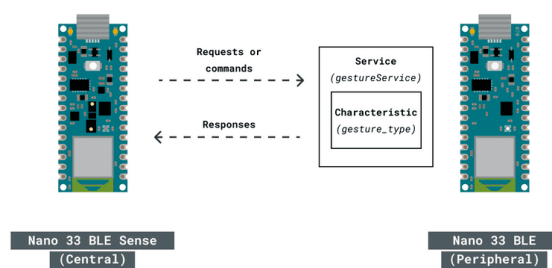 Requests or
commands
Responses
Service
(gestureService)
Characteristic
(gesture_type)
Nano 33 BLE Sense
(Central)
Nano 33 BLE
(Peripheral)